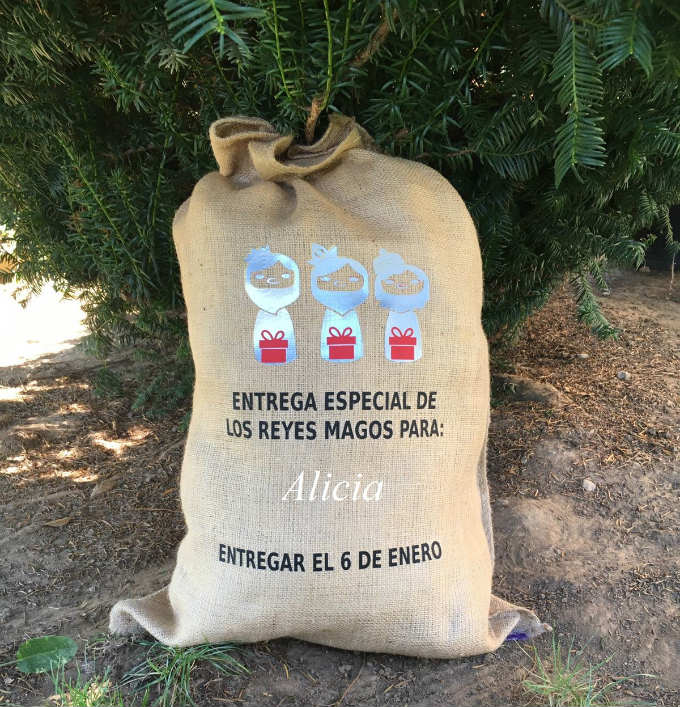 ENTREGA ESPECIAL DE
LOS REYES MAGOS PARA:
Alicia
ENTREGAR EL 6 DE ENERO